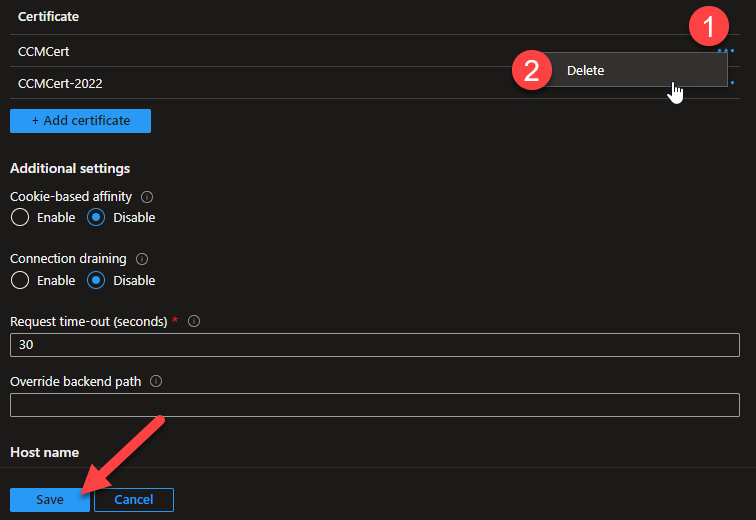 Certificate
1
CCMCert
...
2 Delete
CCMCert-2022
+ Add certificate
Additional settings
Cookie-based affinity
Enable Disable
Connection draining
Enable Disable
Request time-out (seconds) *
30
Override backend path
Host name
Save Cancel